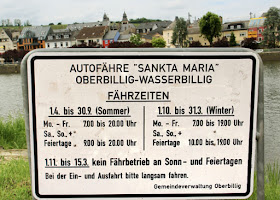 AUTOFÄHRE "SANKTA MARIA"
OBERBILLIG-WASSERBILLIG
FÄHRZEITEN
1.4. bis 30.9. (Sommer) 1.10. bis 31.3. (Winter)
Mo. - Fr. 7.00 bis 20.00 Uhr Mo. - Fr. 7.00 bis 19.00 Uhr
Sa., So., + Sa., So., +
Feiertage 9.00 bis 20.00 Uhr Feiertage 10.00 bis 19.00 Uhr
1.11. bis 15.3. kein Fährbetrieb an Sonn - und Feiertagen
Bei der Ein- und Ausfahrt bitte langsam fahren.
Gemeindeverwaltung Oberbillig